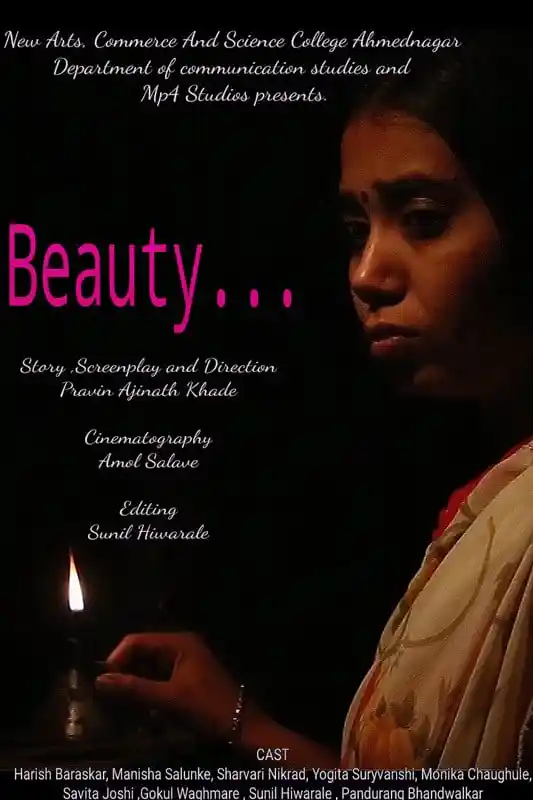 New Arts, Commerce And Science College Ahmednagar
Department of communication studies and
Mp4 Studios presents.
Beauty...
Story ,Screenplay and Direction
Pravin Ajinath Khade
Cinematography
Amol Salave
Editing
Sunil Hiwarale
CAST
Harish Baraskar, Manisha Salunke, Sharvari Nikrad, Yogita Suryvanshi, Monika Chaughule,
Savita Joshi ,Gokul Waghmare , Sunil Hiwarale , Pandurang Bhandwalkar